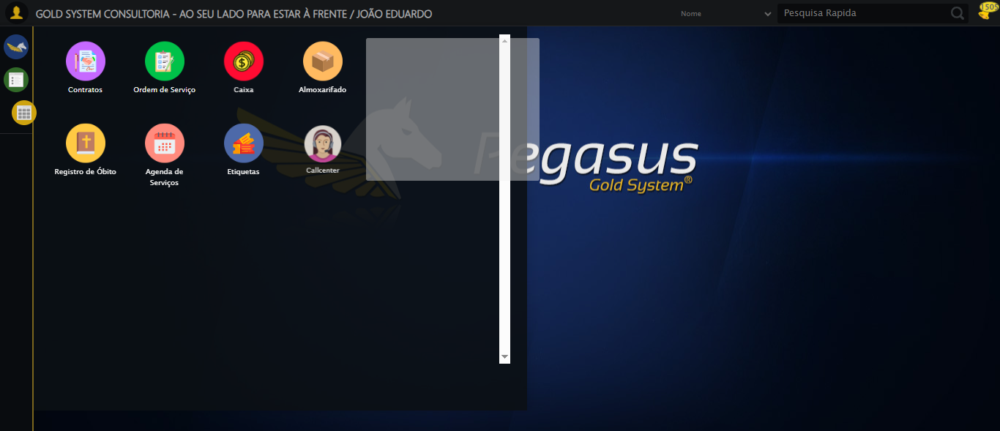 GOLD SYSTEM CONSULTORIA - AO SEU LADO PARA ESTAR À FRENTE / JOÃO EDUARDO
Nome
Pesquisa Rapida
1505
Contratos
Ordem de Serviço
Caixa
Almoxarifado
Registro de Óbito
Agenda de
Serviços
Etiquetas
Callcenter
Pegasus
Gold System®